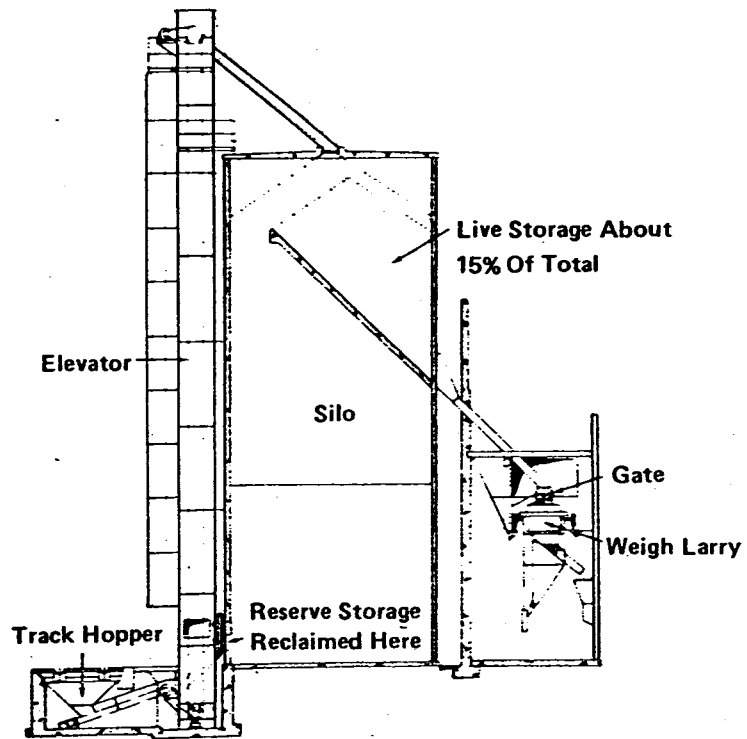 Live Storage About
15% Of Total
Elevator
Silo
Gate
Weigh Larry
Reserve Storage
Reclaimed Here
Track Hopper